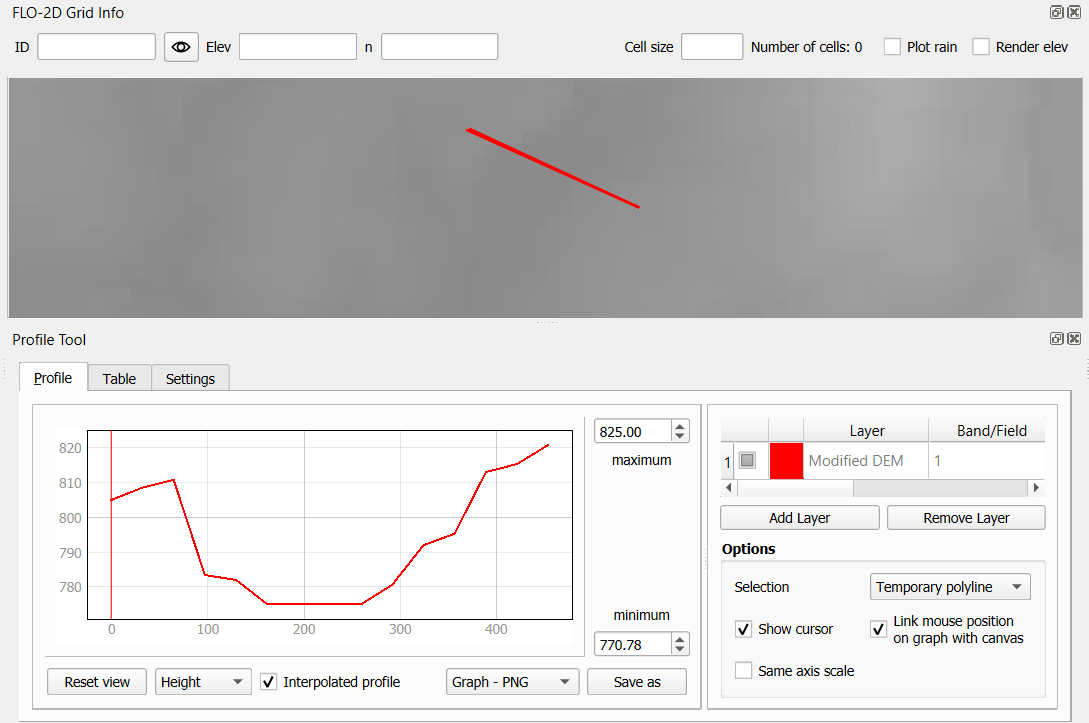 FLO-2D Grid Info
ID Elev n Cell size Number of cells: 0 Plot rain Render elev
Profile Tool
Profile Table Settings
820
810
800
790
780
0 100 200 300 400
825.00
maximum
minimum
770.78
Reset view Height Interpolated profile Graph - PNG Save as
Layer Band/Field
1 Modified DEM 1
Add Layer Remove Layer
Options
Selection Temporary polyline
Show cursor Link mouse position
on graph with canvas
Same axis scale